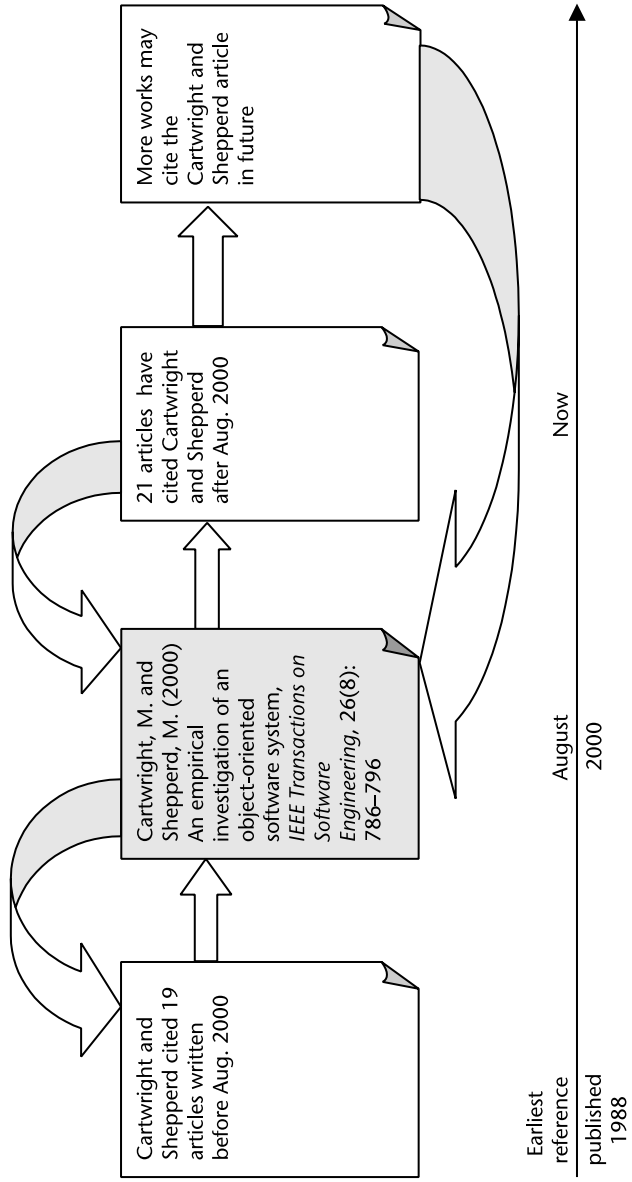 Cartwright and
Shepperd cited 19
articles written
before Aug. 2000
Cartwright, M. and
Shepperd, M. (2000)
An empirical
investigation of an
object-oriented
software system,
IEEE Transactions on
Software
Engineering, 26(8):
786–796
21 articles have
cited Cartwright
and Shepperd
after Aug. 2000
More works may
cite the
Cartwright and
Shepperd article
in future
Earliest
reference
published
1988
August
2000
Now